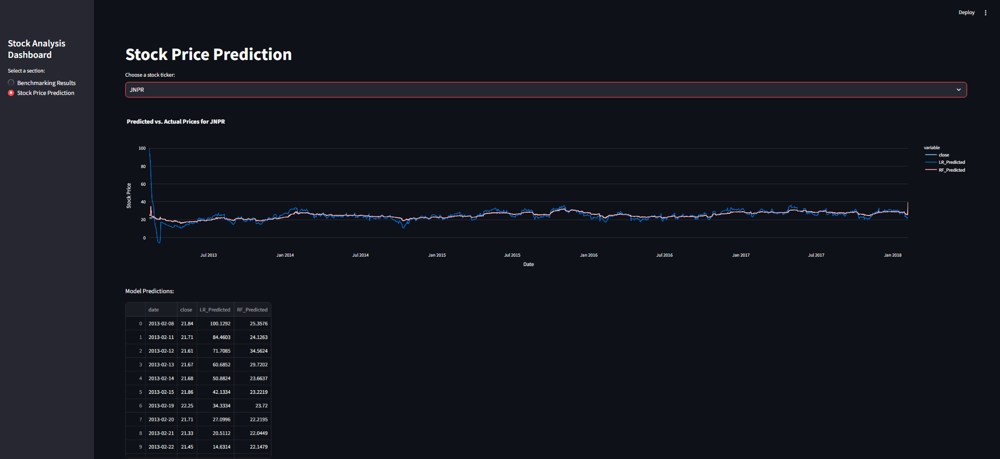 Deploy
Stock Analysis
Dashboard
Select a section:
Benchmarking Results
Stock Price Prediction
Stock Price Prediction
Choose a stock ticker:
JNPR
Predicted vs. Actual Prices for JNPR
variable
close
LR_Predicted
RF_Predicted
Stock Price
100
80
60
40
20
0
Jul 2013 Jan 2014 Jul 2014 Jan 2015 Jul 2015 Jan 2016 Jul 2016 Jan 2017 Jul 2017 Jan 2018
Date
Model Predictions:
date close LR_Predicted RF_Predicted
0 2013-02-08 21.84 100.1292 25.3576
1 2013-02-11 21.71 84.4603 24.1263
2 2013-02-12 21.61 71.7085 34.5624
3 2013-02-13 21.67 60.6852 29.7202
4 2013-02-14 21.68 50.8824 23.6637
5 2013-02-15 21.86 42.1334 23.2219
6 2013-02-19 22.25 34.3334 23.72
7 2013-02-20 21.71 27.0996 22.2195
8 2013-02-21 21.33 20.5112 22.0449
9 2013-02-22 21.45 14.6314 22.1479